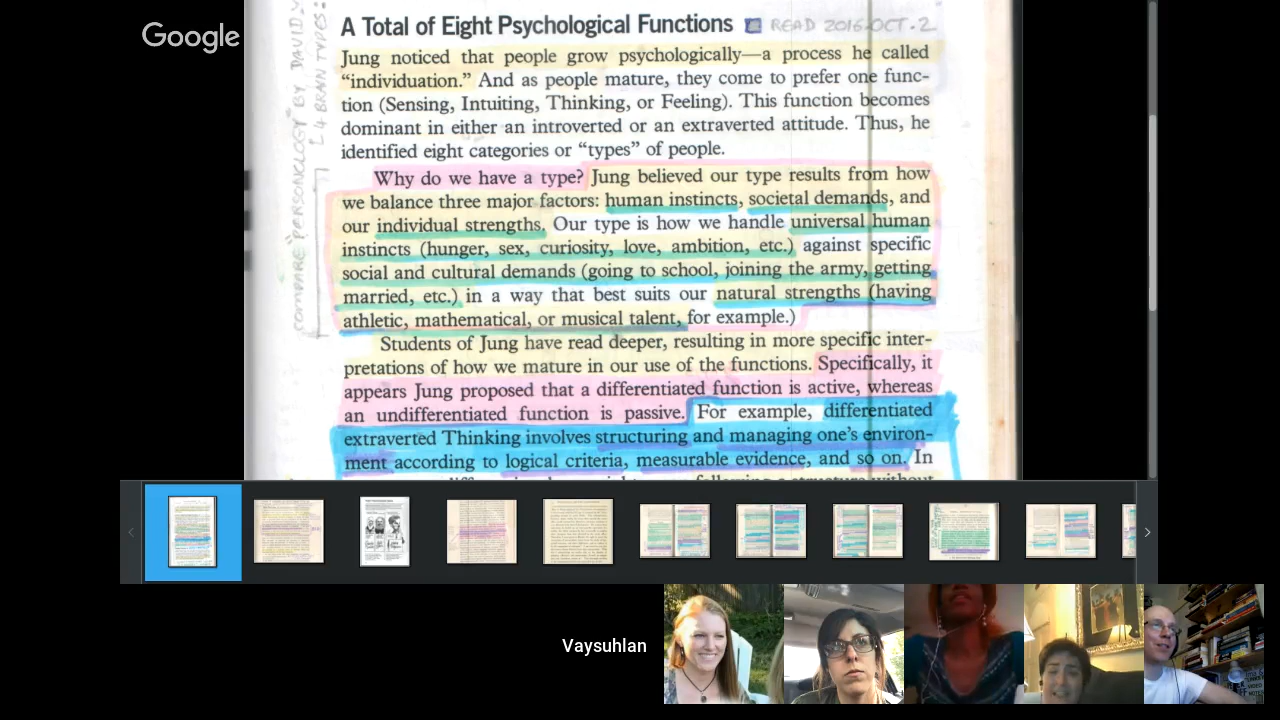 Google
A Total of Eight Psychological Functions READ 2016.OCT.2
Jung noticed that people grow psychologically—a process he called
“individuation.” And as people mature, they come to prefer one func-
tion (Sensing, Intuiting, Thinking, or Feeling). This function becomes
dominant in either an introverted or an extraverted attitude. Thus, he
identified eight categories or “types” of people.
Why do we have a type? Jung believed our type results from how
we balance three major factors: human instincts, societal demands, and
our individual strengths. Our type is how we handle universal human
instincts (hunger, sex, curiosity, love, ambition, etc.) against specific
social and cultural demands (going to school, joining the army, getting
married, etc.) in a way that best suits our natural strengths (having
athletic, mathematical, or musical talent, for example.)
Students of Jung have read deeper, resulting in more specific inter-
pretations of how we mature in our use of the functions. Specifically, it
appears Jung proposed that a differentiated function is active, whereas
an undifferentiated function is passive. For example, differentiated
extraverted Thinking involves structuring and managing one’s environ-
ment according to logical criteria, measurable evidence, and so on. In
COMPARE "PERSONOLOGY" BY DAVID
4 BRAIN TYPES:
Vaysuhlan